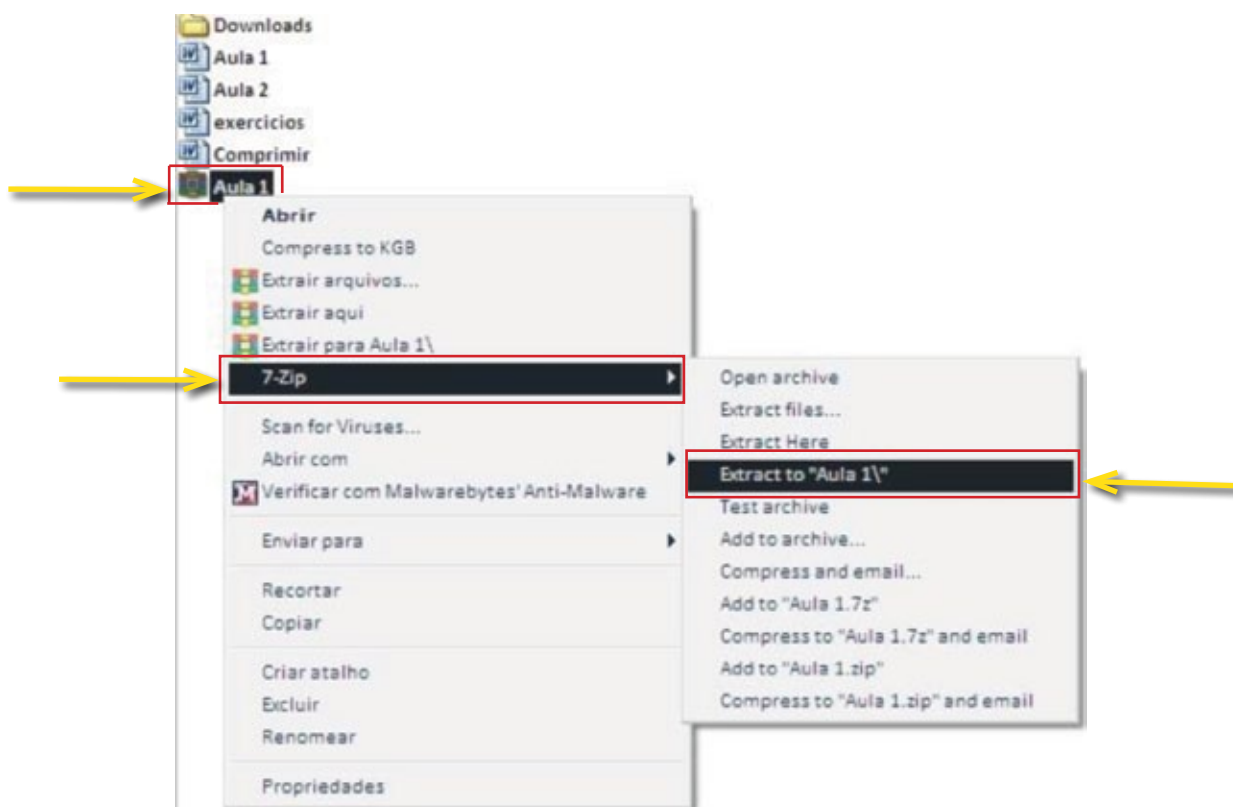 Downloads
Aula 1
Aula 2
exercicios
Comprimir
Aula 1
Abrir
Compress to KGB
Extrair arquivos...
Extrair aqui
Extrair para Aula 1\
7-Zip
Scan for Viruses...
Abrir com
Verificar com Malwarebytes' Anti-Malware
Enviar para
Recortar
Copiar
Criar atalho
Excluir
Renomear
Propriedades
Open archive
Extract files...
Extract Here
Extract to "Aula 1\"
Test archive
Add to archive...
Compress and email...
Add to "Aula 1.7z"
Compress to "Aula 1.7z" and email
Add to "Aula 1.zip"
Compress to "Aula 1.zip" and email